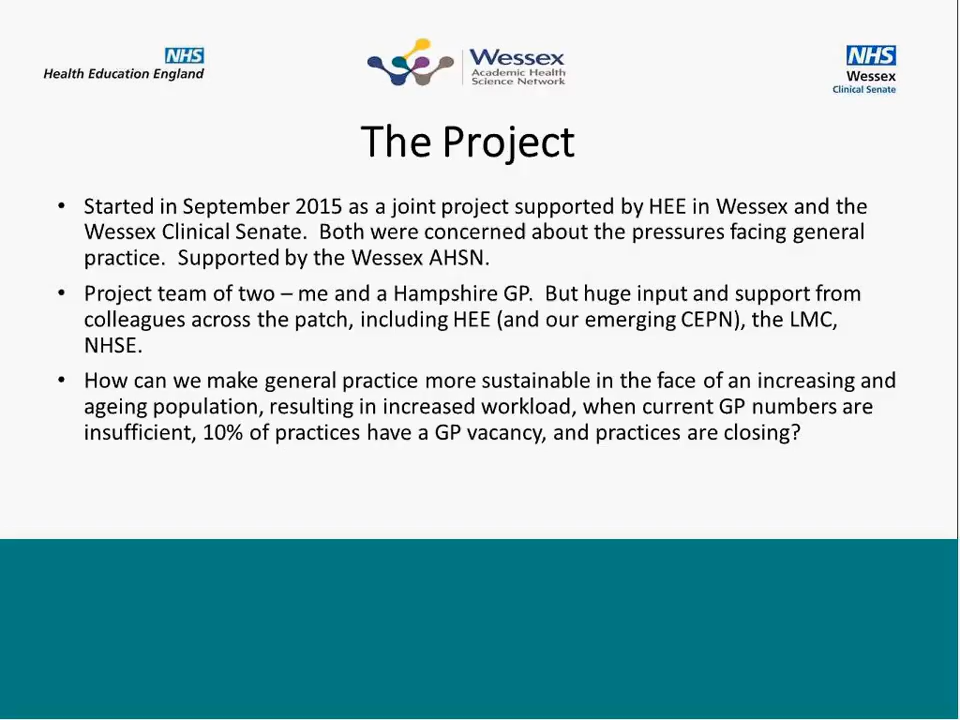 NHS
Health Education England
Wessex
Academic Health
Science Network
NHS
Wessex
Clinical Senate
The Project
• Started in September 2015 as a joint project supported by HEE in Wessex and the
Wessex Clinical Senate.  Both were concerned about the pressures facing general
practice.  Supported by the Wessex AHSN.
• Project team of two – me and a Hampshire GP.  But huge input and support from
colleagues across the patch, including HEE (and our emerging CEPN), the LMC,
NHSE.
• How can we make general practice more sustainable in the face of an increasing and
ageing population, resulting in increased workload, when current GP numbers are
insufficient, 10% of practices have a GP vacancy, and practices are closing?